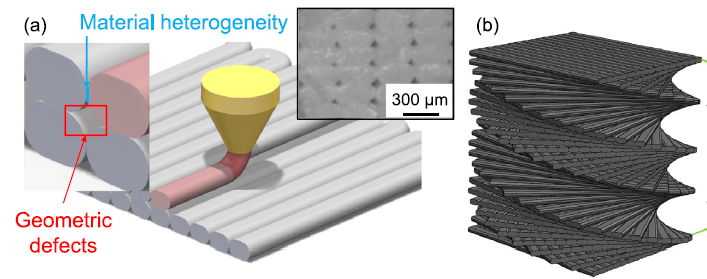 (a)
Material heterogeneity
300 µm
Geometric
defects
(b)